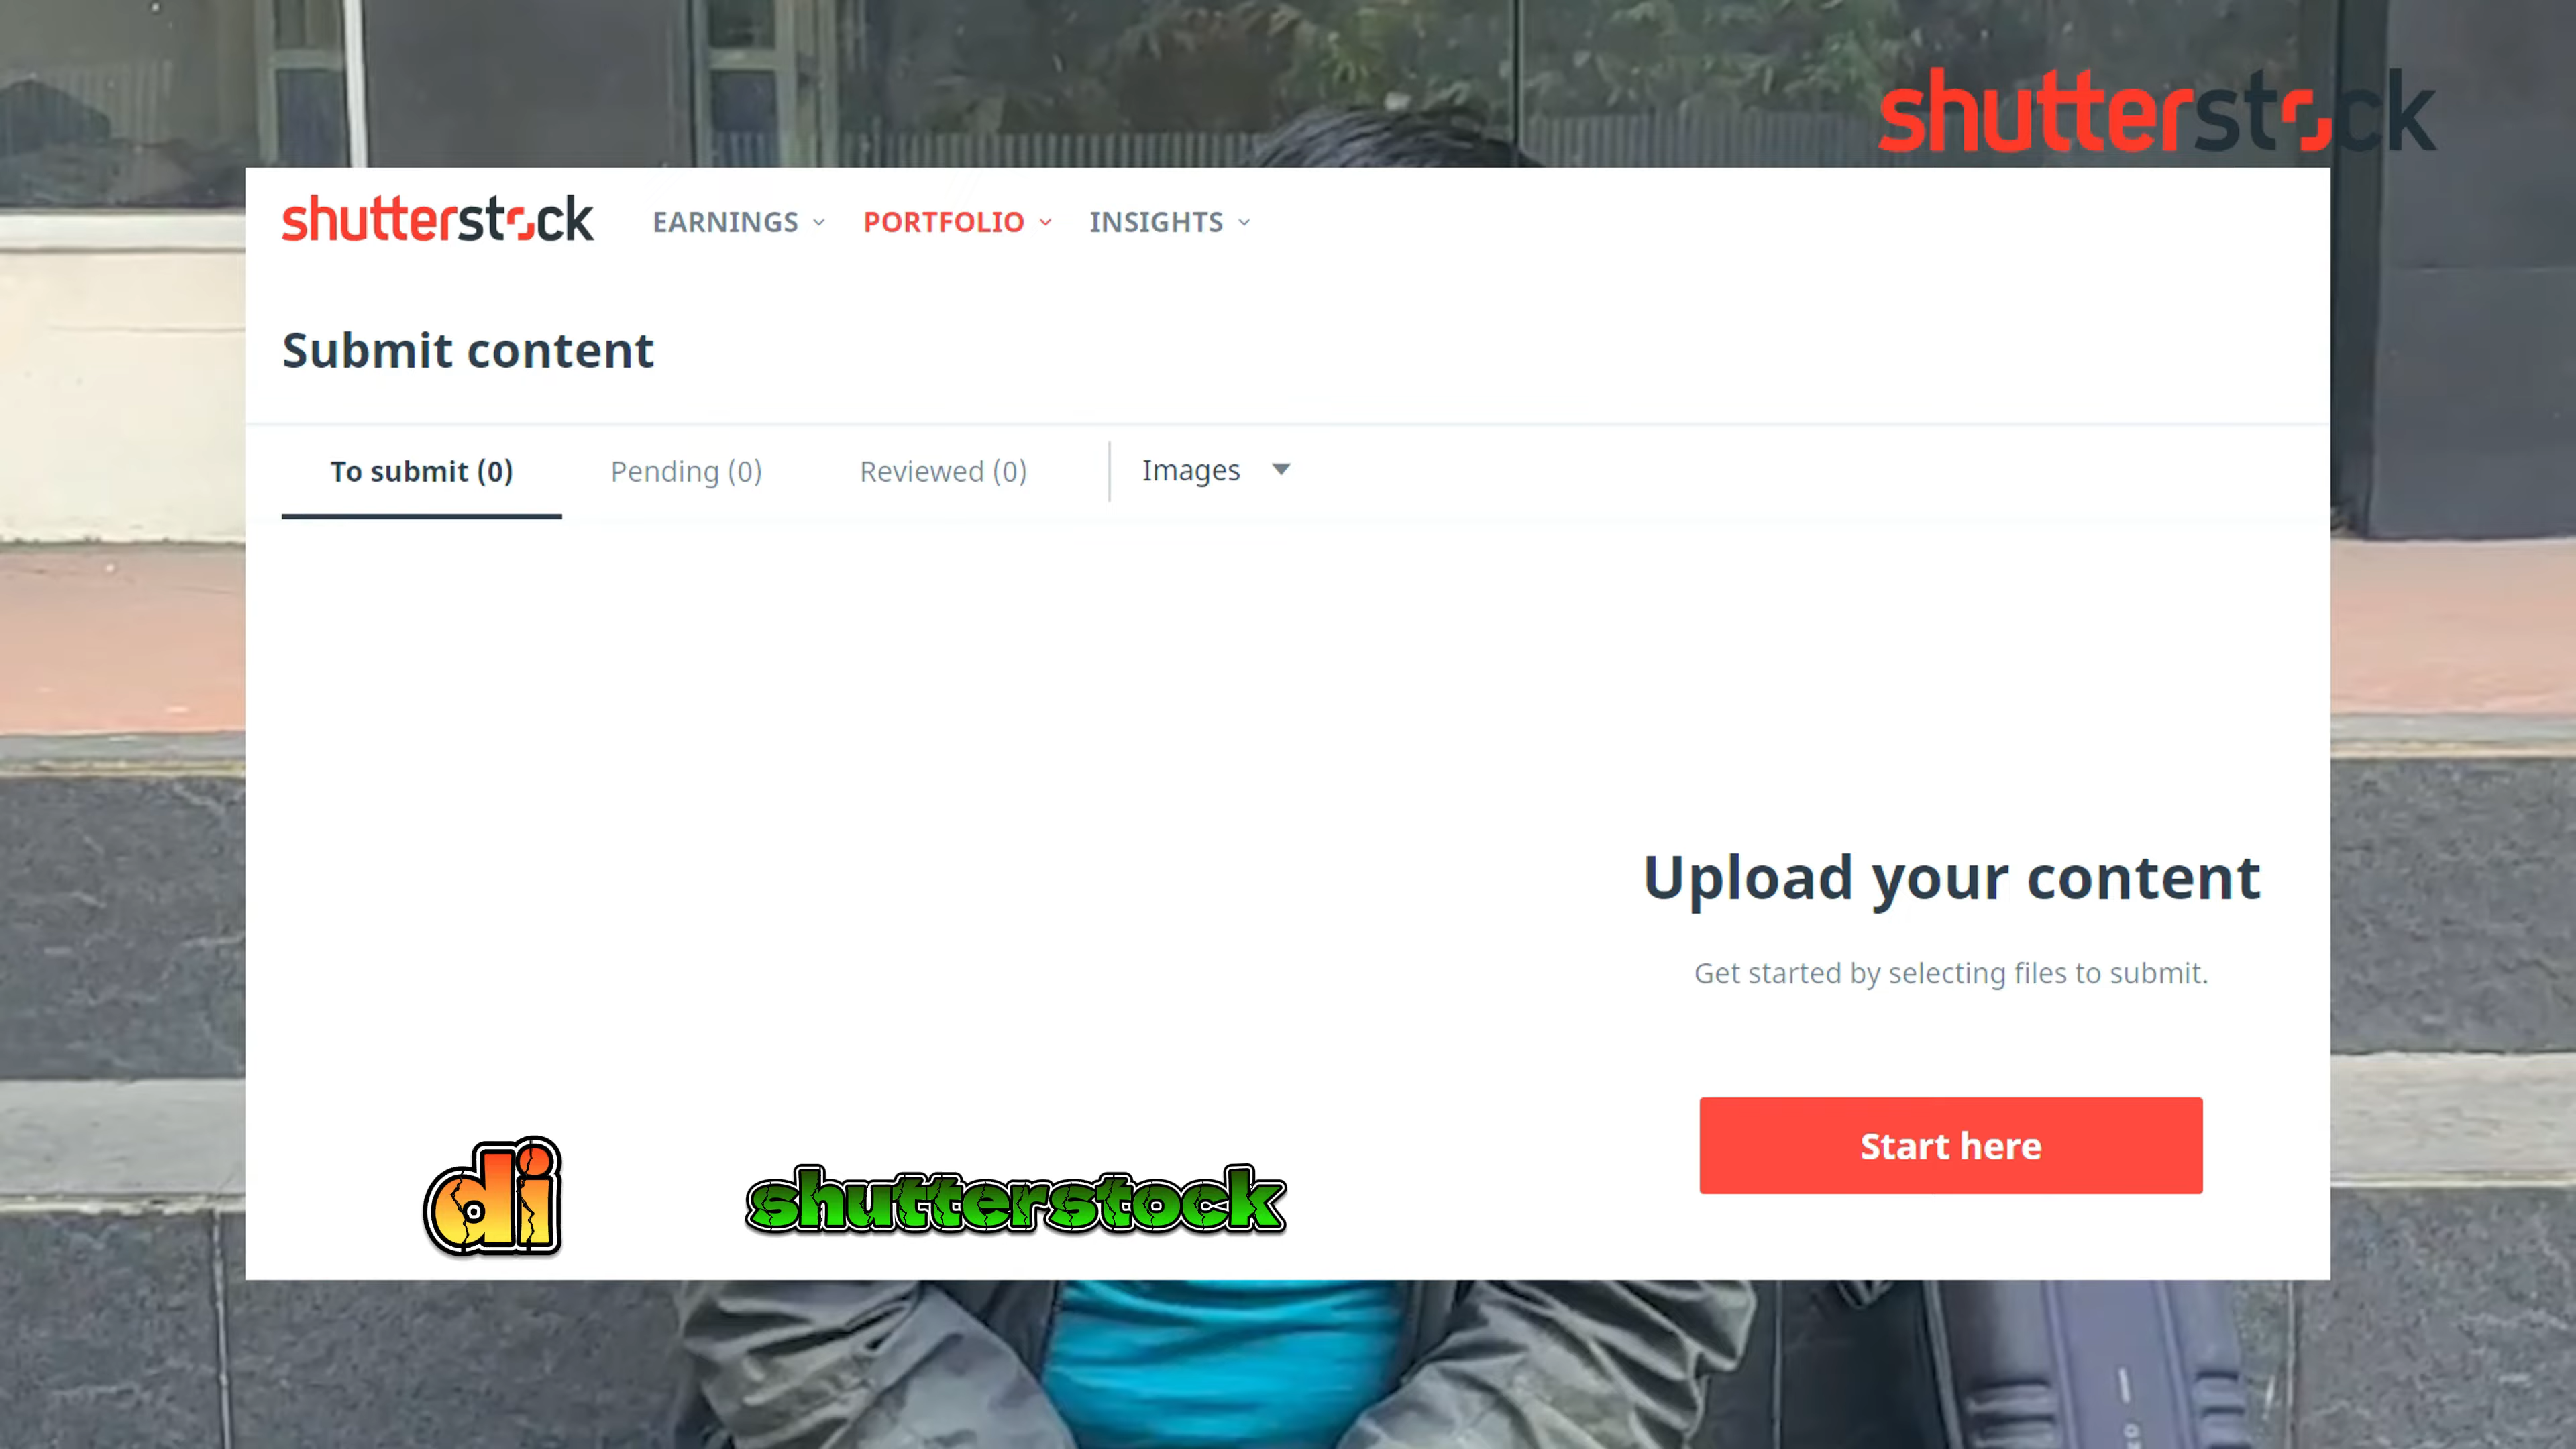 shutterstock
shutterstock EARNINGS PORTFOLIO INSIGHTS
Submit content
To submit (0) Pending (0) Reviewed (0) Images
Upload your content
Get started by selecting files to submit.
Start here
di shutterstock